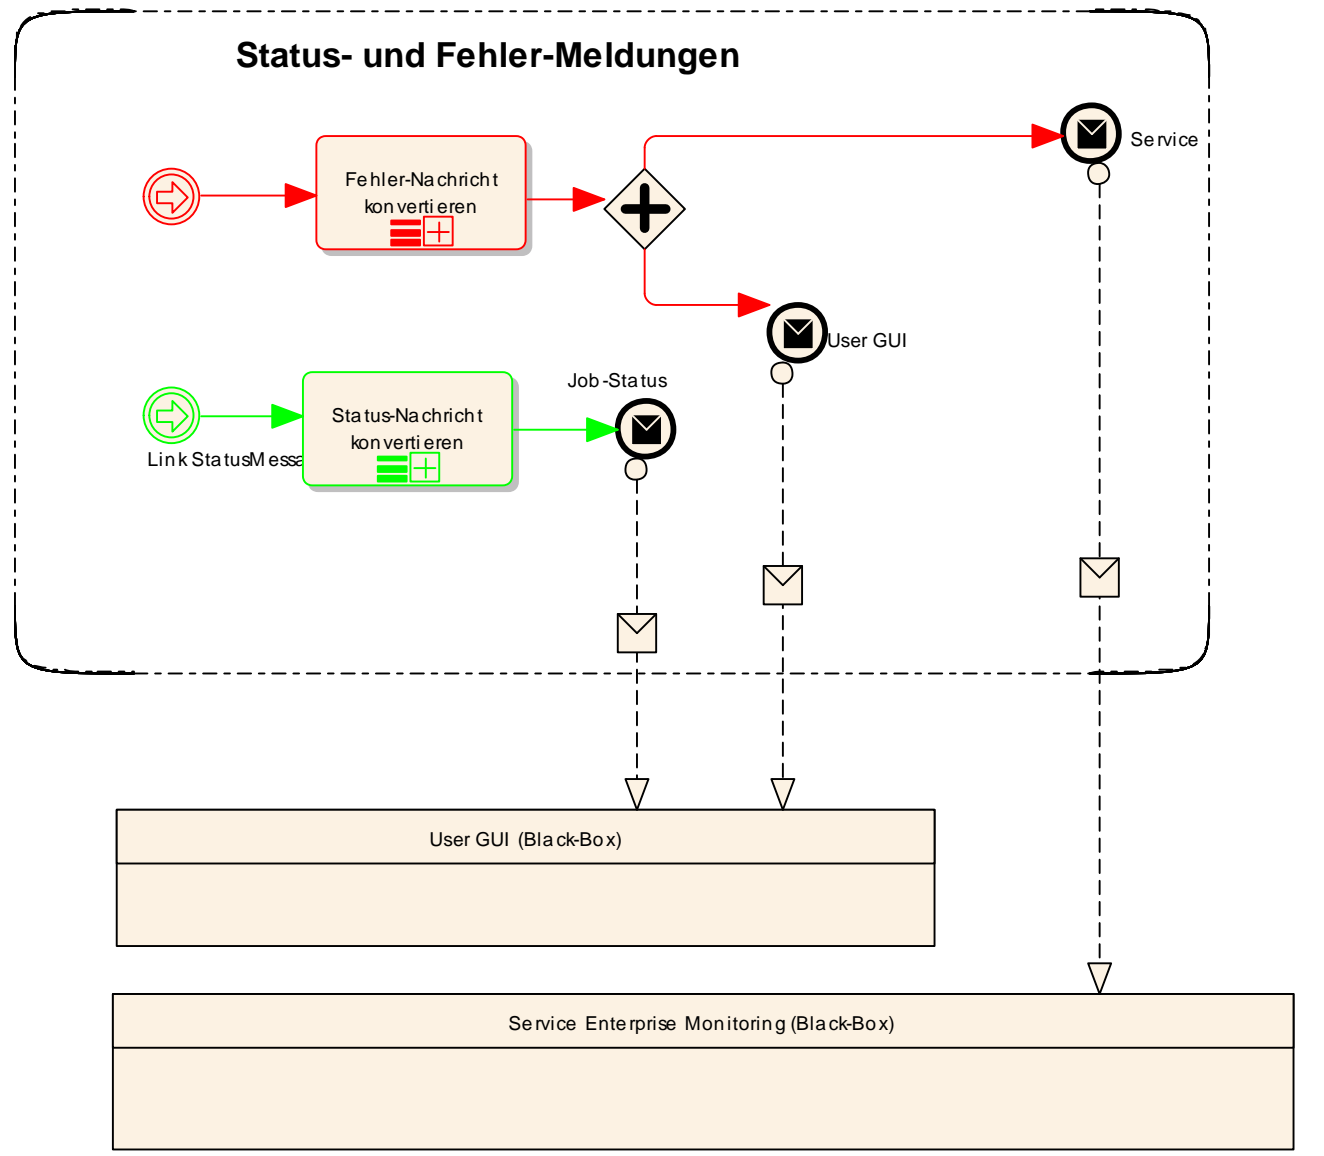 Status- und Fehler-Meldungen
Service
Fehler-Nachricht
konvertieren
User GUI
Job-Status
Status-Nachricht
konvertieren
Link StatusMessa
User GUI (Black-Box)
Service Enterprise Monitoring (Black-Box)